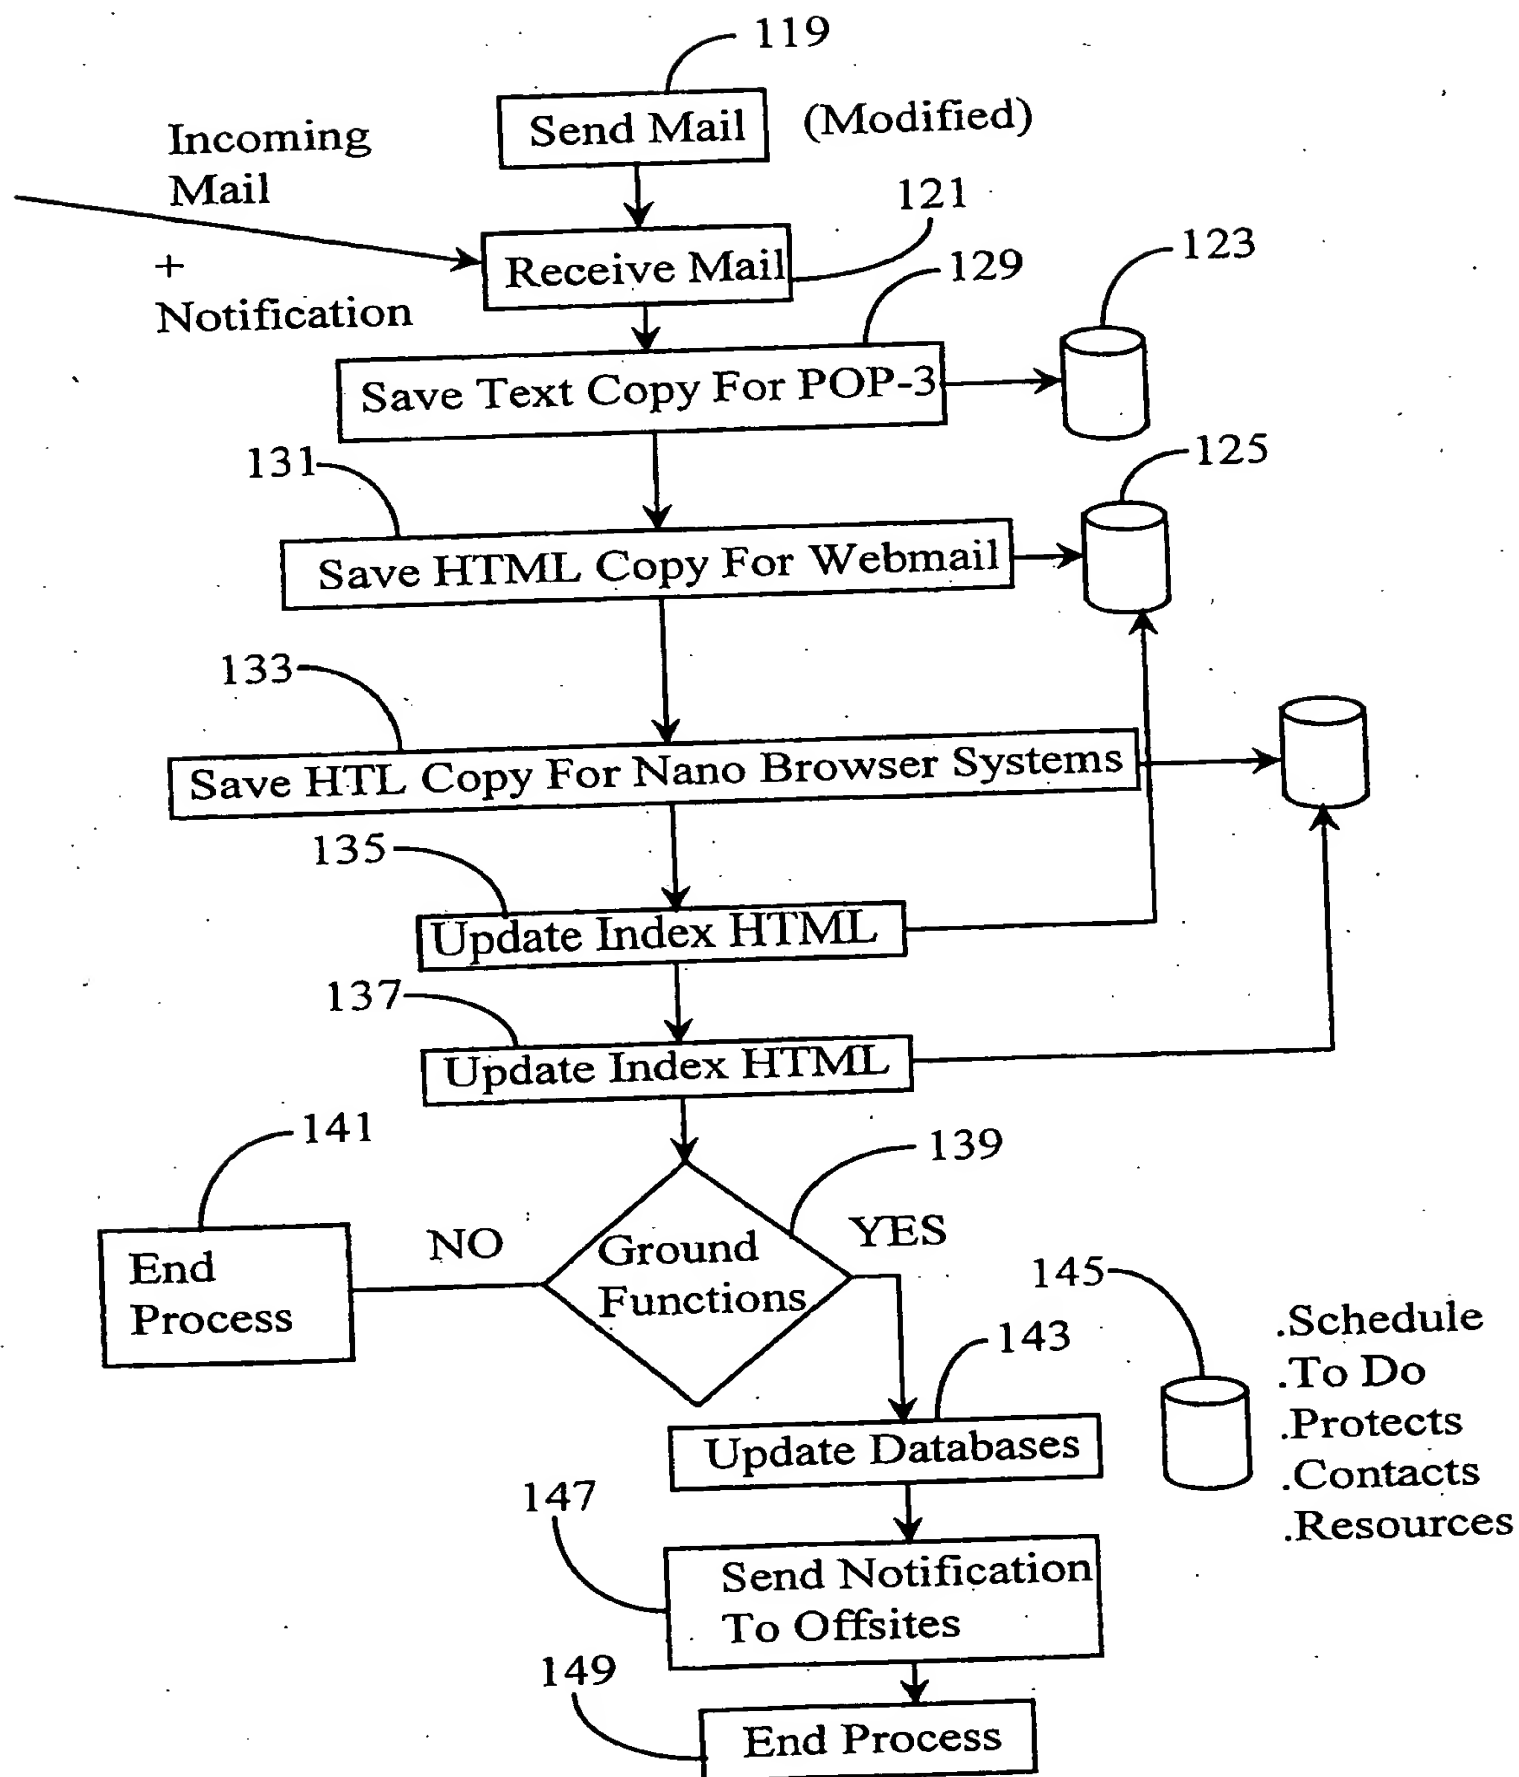 119
Send Mail
(Modified)
Incoming
Mail
+
Notification
121
Receive Mail
129
123
Save Text Copy For POP-3
131
125
Save HTML Copy For Webmail
133
Save HTL Copy For Nano Browser Systems
135
Update Index HTML
137
Update Index HTML
141
139
End
Process
NO
Ground
Functions
YES
145
143
.Schedule
.To Do
.Protects
.Contacts
.Resources
Update Databases
147
Send Notification
To Offsites
149
End Process